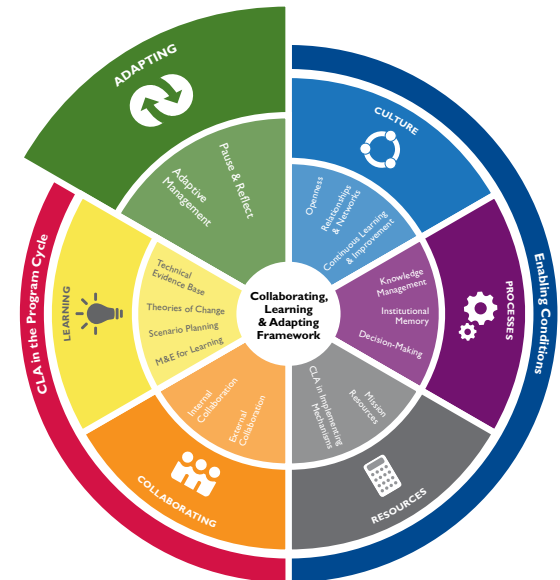 ADAPTING
Adaptive
Management
Pause & Reflect
CULTURE
Openness
Relationships
& Networks
Continuous Learning
& Improvement
PROCESSES
Knowledge
Management
Institutional
Memory
Decision-Making
Enabling Conditions
RESOURCES
Mission
Resources
CLA in Implementing
Mechanisms
COLLABORATING
Internal
Collaboration
External
Collaboration
LEARNING
Technical
Evidence Base
Theories of Change
Scenario Planning
M&E for Learning
CLA in the Program Cycle
Collaborating,
Learning
& Adapting
Framework